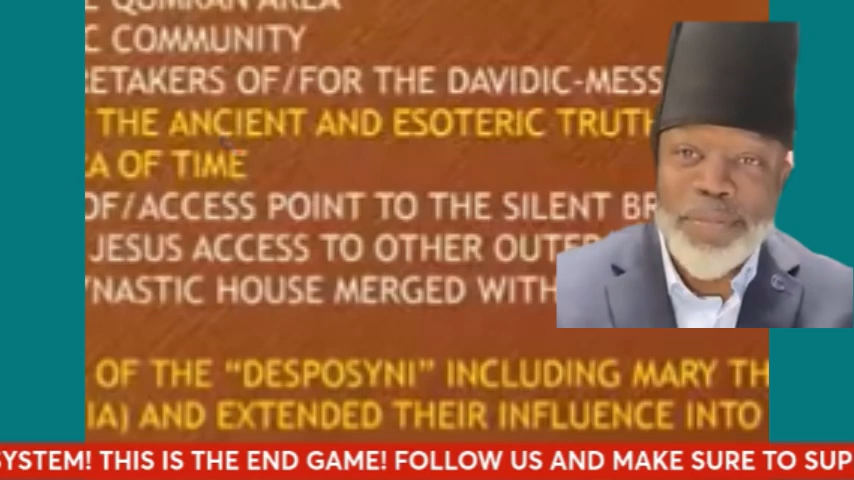 QUMRAN AREA
C COMMUNITY
ETAKERS OF/FOR THE DAVIDIC-MESS
THE ANCIENT AND ESOTERIC TRUTH
A OF TIME
OF/ACCESS POINT TO THE SILENT BR
JESUS ACCESS TO OTHER OUTER
YNASTIC HOUSE MERGED WITH
OF THE “DESPOSYNI” INCLUDING MARY TH
IA) AND EXTENDED THEIR INFLUENCE INTO
SYSTEM! THIS IS THE END GAME! FOLLOW US AND MAKE SURE TO SUP